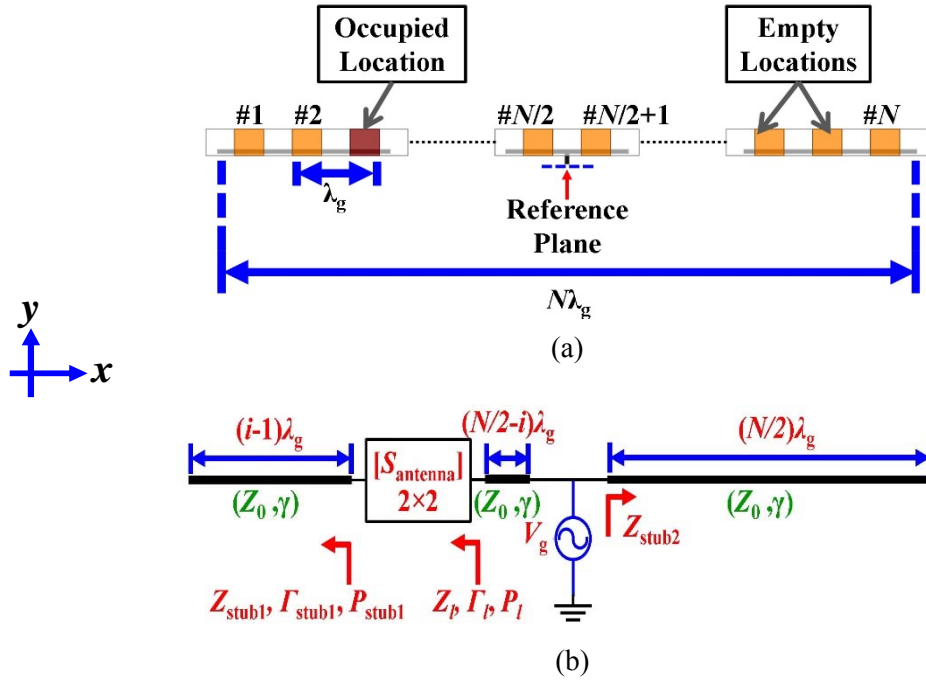 Occupied
Location
Empty
Locations
#1 #2 #N/2 #N/2+1 #N
λg
Reference
Plane
Nλg
(a)
y
x
(i-1)λg (N/2-i)λg (N/2)λg
[Santenna]
2×2
(Z0 ,γ) (Z0 ,γ) (Z0 ,γ)
Vg Zstub2
Zstub1, Γstub1, Pstub1 Zl, Γl, Pl
(b)